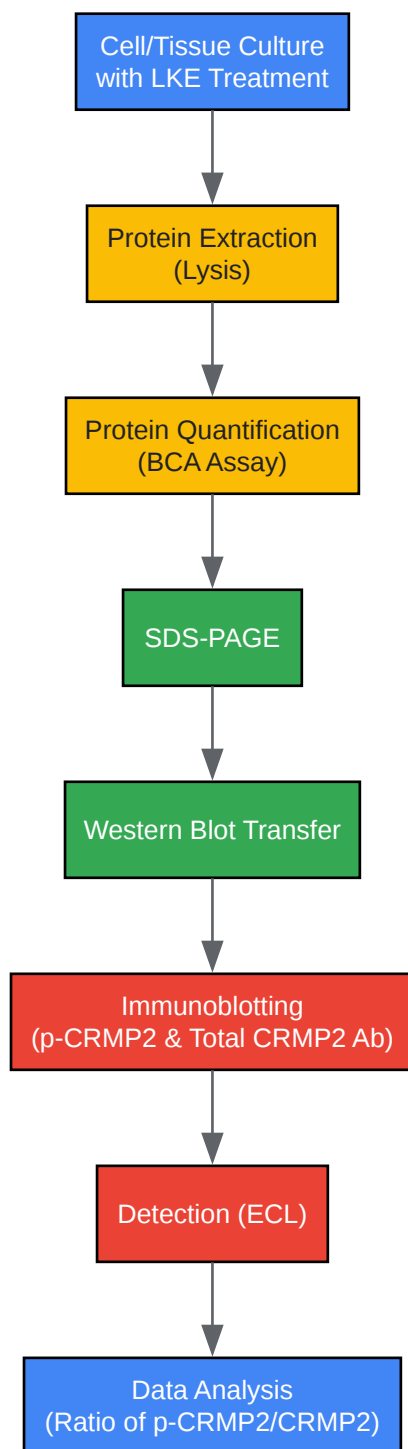 Cell/Tissue Culture
with LKE Treatment
Protein Extraction
(Lysis)
Protein Quantification
(BCA Assay)
SDS-PAGE
Western Blot Transfer
Immunoblotting
(p-CRMP2 & Total CRMP2 Ab)
Detection (ECL)
Data Analysis
(Ratio of p-CRMP2/CRMP2)